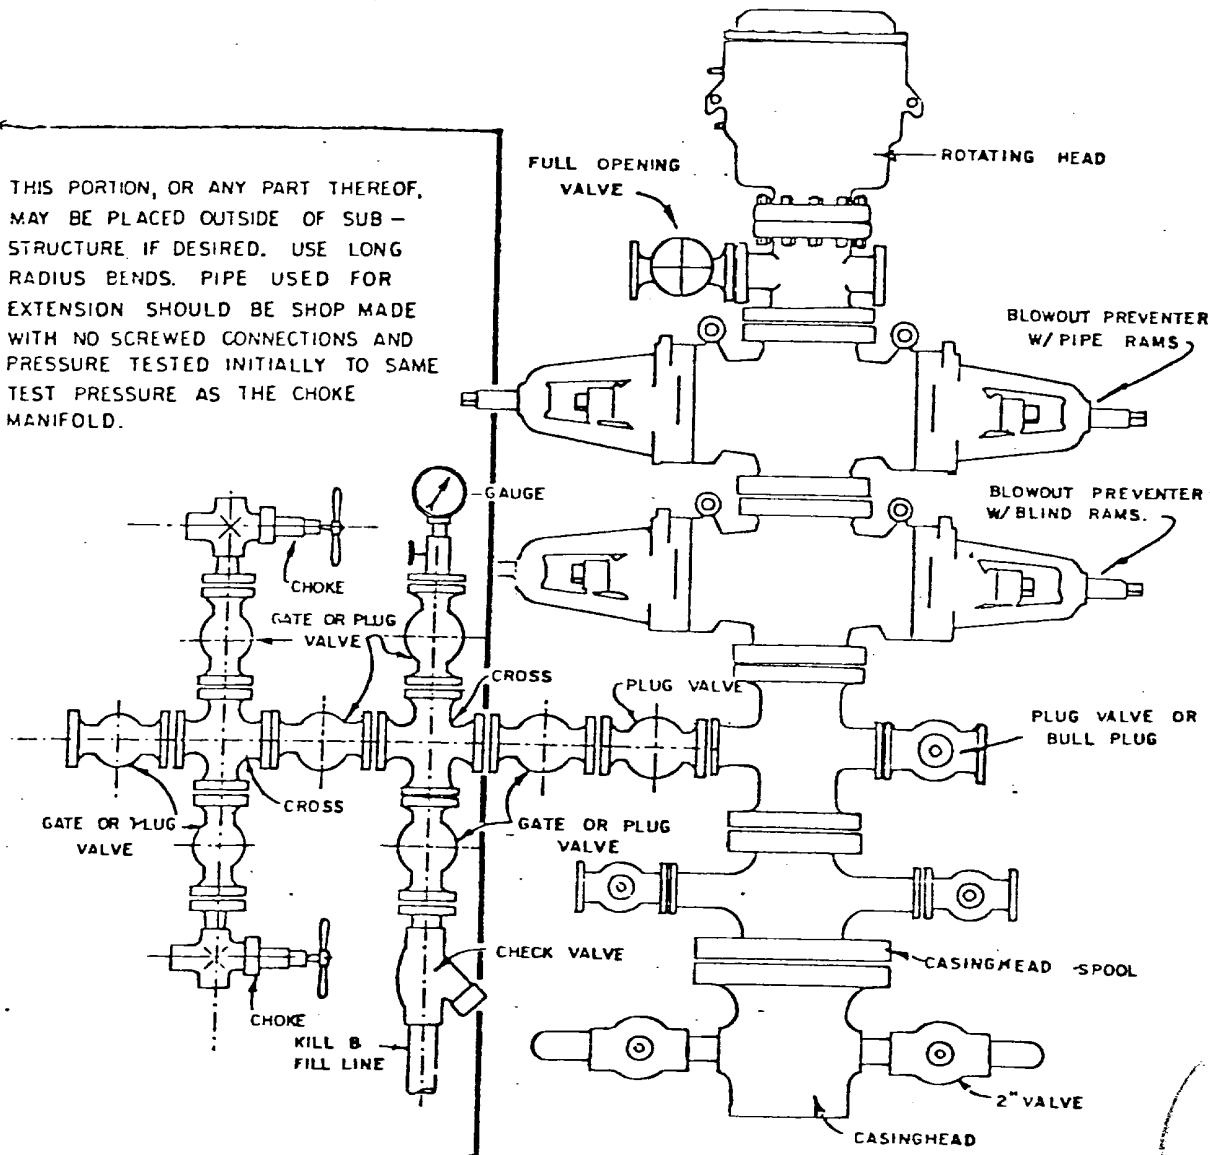 ROTATING HEAD
FULL OPENING
VALVE
THIS PORTION, OR ANY PART THEREOF,
MAY BE PLACED OUTSIDE OF SUB-
STRUCTURE IF DESIRED. USE LONG
RADIUS BENDS. PIPE USED FOR
EXTENSION SHOULD BE SHOP MADE
WITH NO SCREWED CONNECTIONS AND
PRESSURE TESTED INITIALLY TO SAME
TEST PRESSURE AS THE CHOKE
MANIFOLD.
BLOWOUT PREVENTER
W/PIPE RAMS
GAUGE
BLOWOUT PREVENTER
W/BLIND RAMS.
CHOKE
GATE OR PLUG
VALVE
CROSS
PLUG VALVE
PLUG VALVE OR
BULL PLUG
CROSS
GATE OR PLUG
VALVE
GATE OR PLUG
VALVE
CHECK VALVE
CASINGHEAD SPOOL
CHOKE
KILL &
FILL LINE
2" VALVE
CASINGHEAD